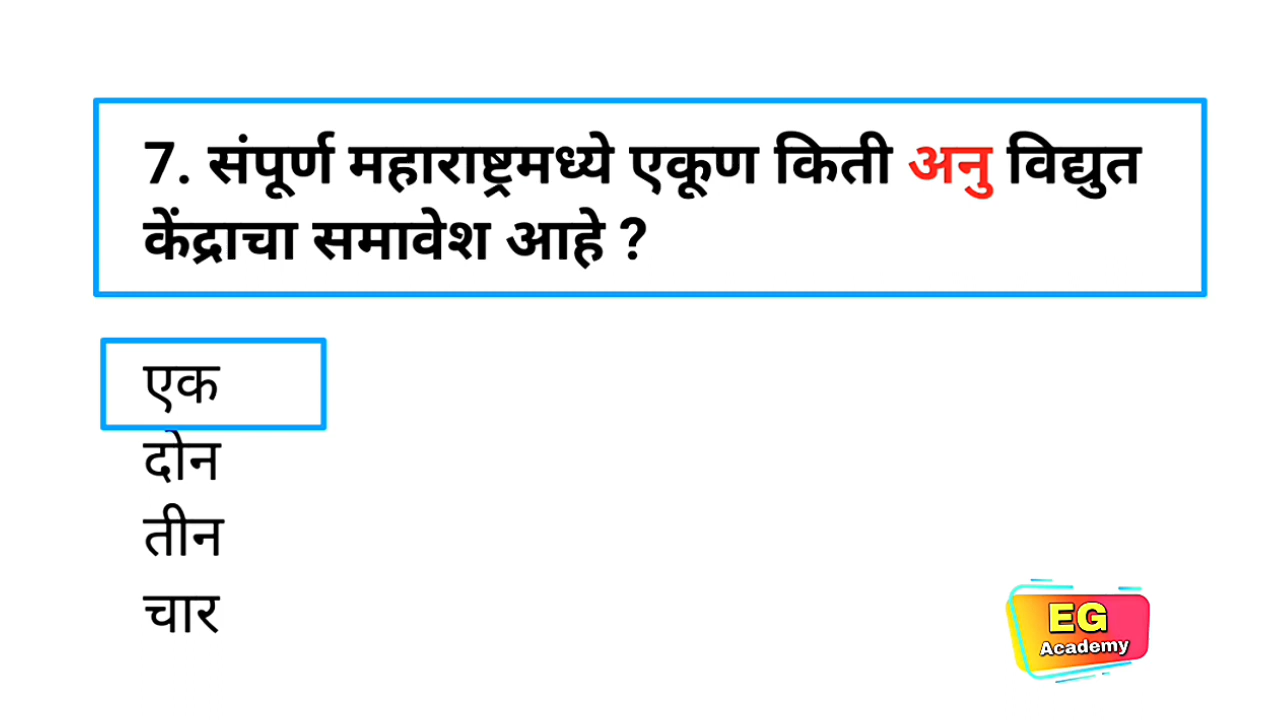 7. संपूर्ण महाराष्ट्रमध्ये एकूण किती अनु विद्युत
केंद्राचा समावेश आहे ?
एक
दोन
तीन
चार
EG
Academy